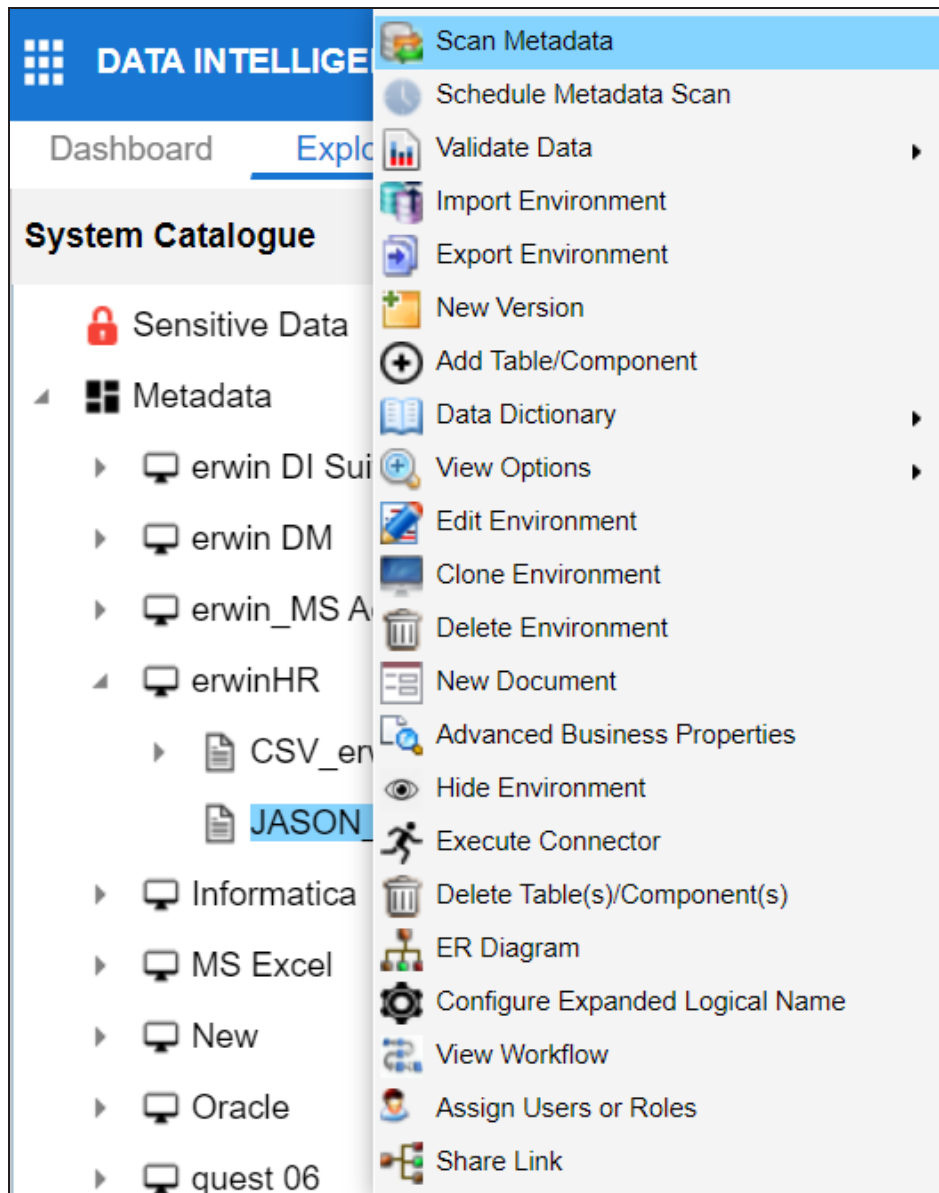 DATA INTELLIGE
Dashboard
Explo
System Catalogue
Sensitive Data
Metadata
erwin DI Sui
erwin DM
erwin_MS A
erwinHR
CSV_erw
JASON_
Informatica
MS Excel
New
Oracle
quest 06
Scan Metadata
Schedule Metadata Scan
Validate Data
Import Environment
Export Environment
New Version
Add Table/Component
Data Dictionary
View Options
Edit Environment
Clone Environment
Delete Environment
New Document
Advanced Business Properties
Hide Environment
Execute Connector
Delete Table(s)/Component(s)
ER Diagram
Configure Expanded Logical Name
View Workflow
Assign Users or Roles
Share Link